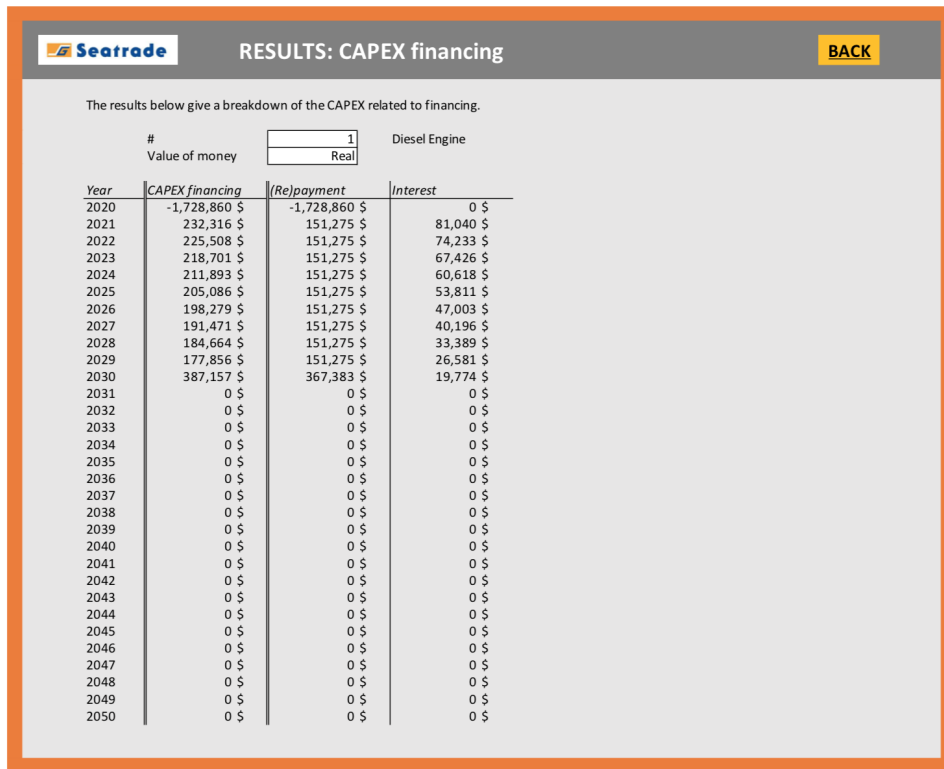 Seatrade RESULTS: CAPEX financing BACK
The results below give a breakdown of the CAPEX related to financing.
# 1 Diesel Engine
Value of money Real
Year CAPEX financing (Re)payment Interest
2020 -1,728,860 $ -1,728,860 $ 0 $
2021 232,316 $ 151,275 $ 81,040 $
2022 225,508 $ 151,275 $ 74,233 $
2023 218,701 $ 151,275 $ 67,426 $
2024 211,893 $ 151,275 $ 60,618 $
2025 205,086 $ 151,275 $ 53,811 $
2026 198,279 $ 151,275 $ 47,003 $
2027 191,471 $ 151,275 $ 40,196 $
2028 184,664 $ 151,275 $ 33,389 $
2029 177,856 $ 151,275 $ 26,581 $
2030 387,157 $ 367,383 $ 19,774 $
2031 0 $ 0 $ 0 $
2032 0 $ 0 $ 0 $
2033 0 $ 0 $ 0 $
2034 0 $ 0 $ 0 $
2035 0 $ 0 $ 0 $
2036 0 $ 0 $ 0 $
2037 0 $ 0 $ 0 $
2038 0 $ 0 $ 0 $
2039 0 $ 0 $ 0 $
2040 0 $ 0 $ 0 $
2041 0 $ 0 $ 0 $
2042 0 $ 0 $ 0 $
2043 0 $ 0 $ 0 $
2044 0 $ 0 $ 0 $
2045 0 $ 0 $ 0 $
2046 0 $ 0 $ 0 $
2047 0 $ 0 $ 0 $
2048 0 $ 0 $ 0 $
2049 0 $ 0 $ 0 $
2050 0 $ 0 $ 0 $